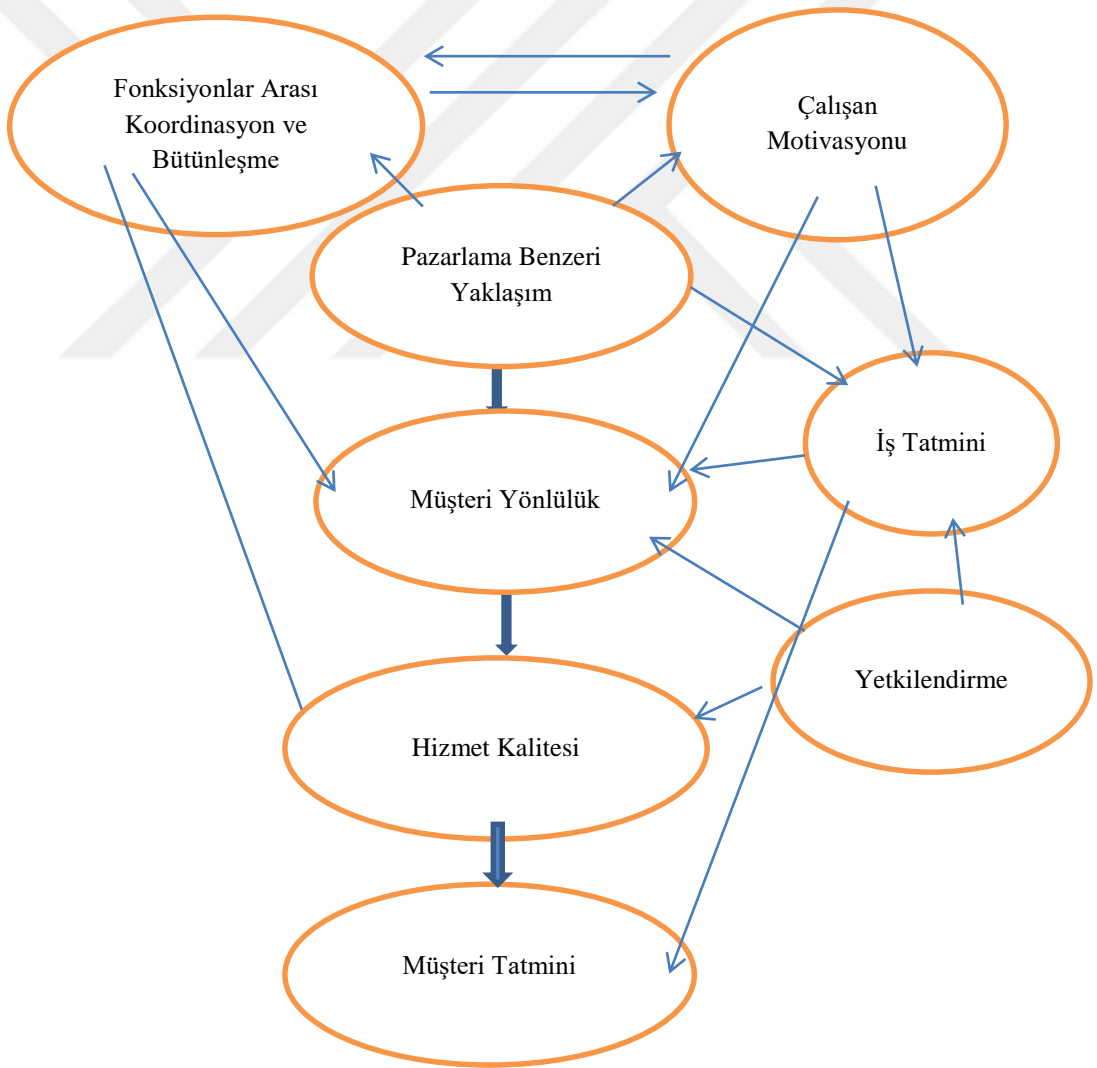 Fonksiyonlar Arası
Koordinasyon ve
Bütünleşme
Çalışan
Motivasyonu
Pazarlama Benzeri
Yaklaşım
İş Tatmini
Müşteri Yönlülük
Yetkilendirme
Hizmet Kalitesi
Müşteri Tatmini